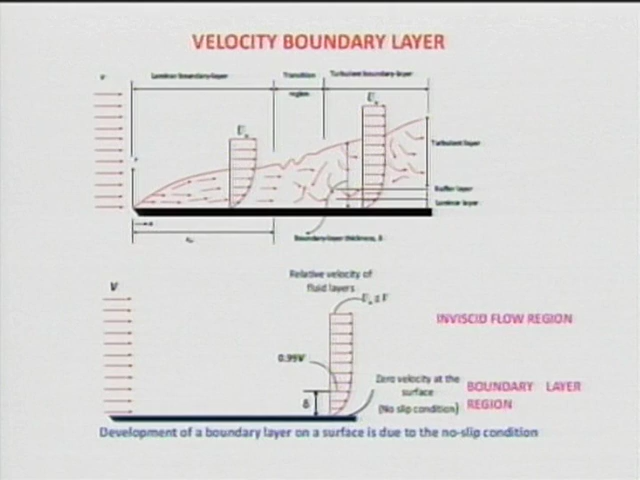 VELOCITY BOUNDARY LAYER
Laminar boundary-layer
Transition
region
Turbulent boundary-layer
Turbulent layer
Buffer layer
Laminar layer
Boundary-layer thickness, δ
Relative velocity of
fluid layers
V
INVISCID FLOW REGION
0.99V
δ
Zero velocity at the
surface
(No slip condition)
BOUNDARY LAYER
REGION
Development of a boundary layer on a surface is due to the no-slip condition